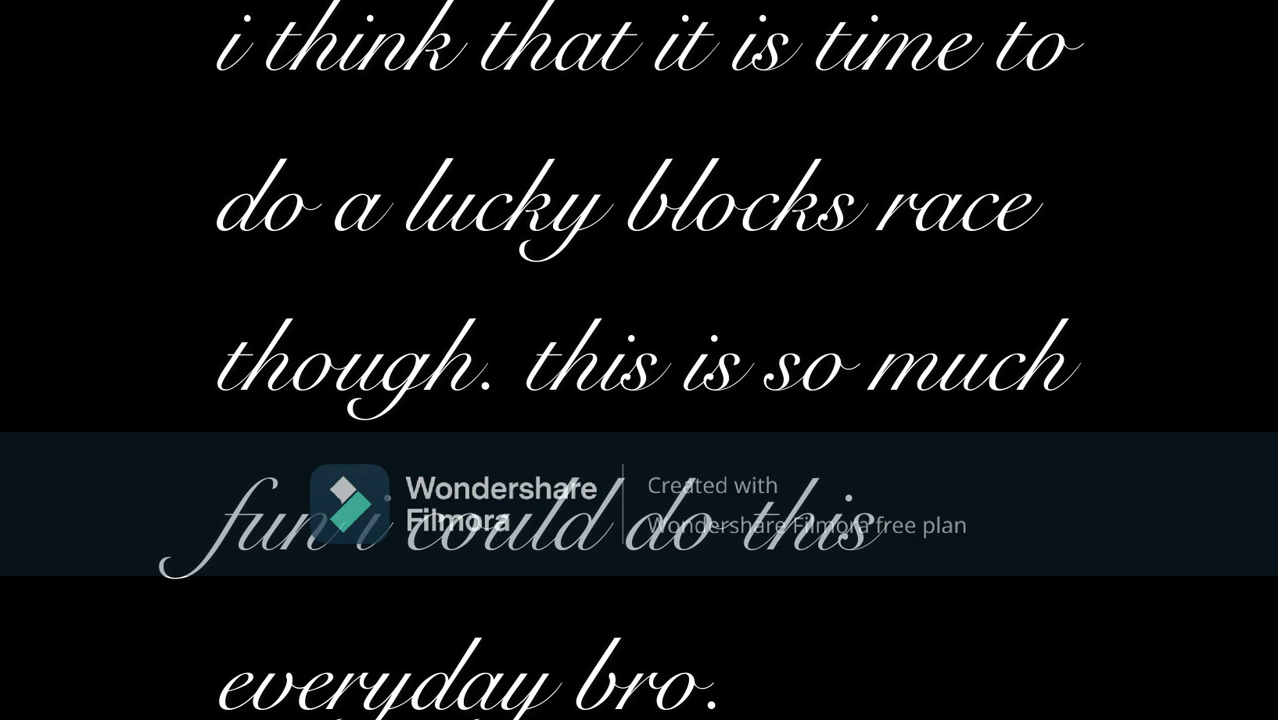 i think that it is time to
do a lucky blocks race
though. this is so much
fun i could do this
Wondershare
Filmora
Created with
Wondershare Filmora free plan
everyday bro.